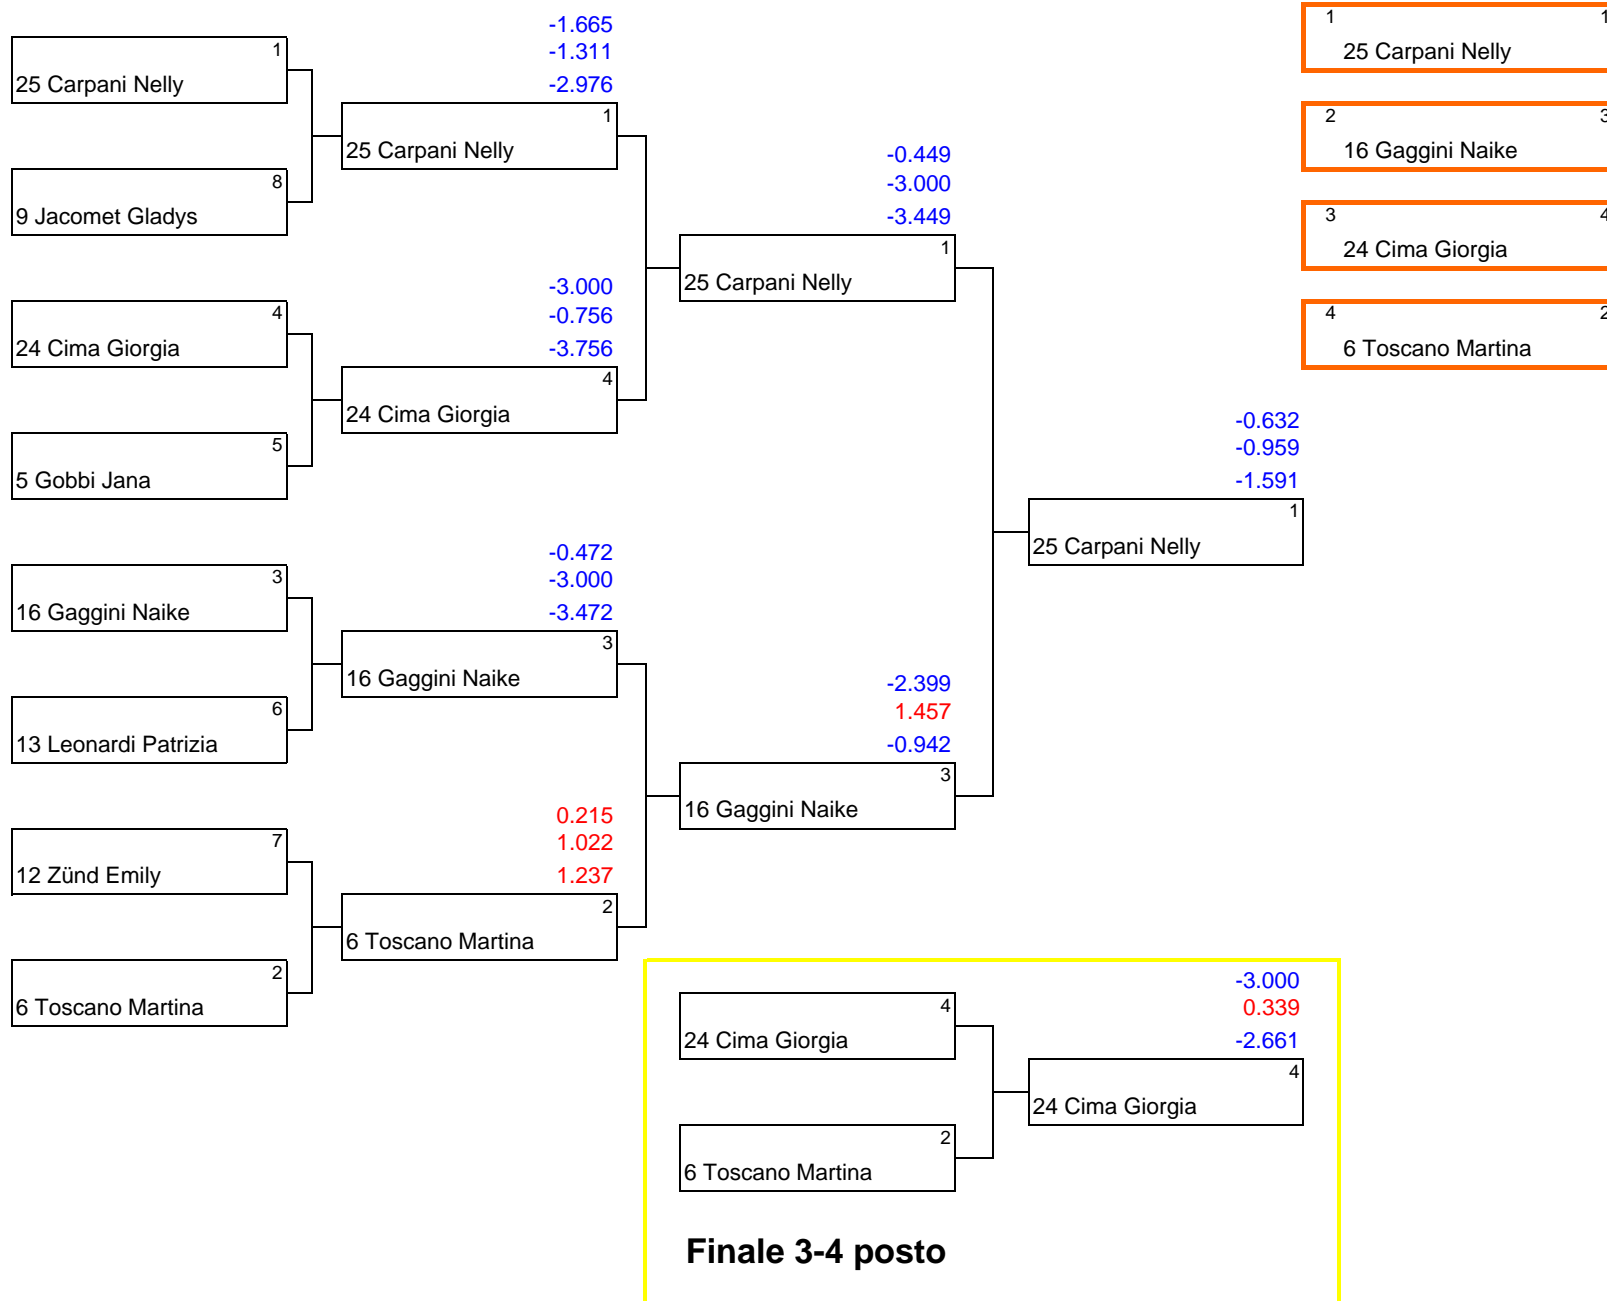 -1.665
-1.311
-2.976
1
25 Carpani Nelly
8
9 Jacomet Gladys
1
25 Carpani Nelly
4
24 Cima Giorgia
5
5 Gobbi Jana
-3.000
-0.756
-3.756
4
24 Cima Giorgia
-0.449
-3.000
-3.449
1
25 Carpani Nelly
3
16 Gaggini Naike
6
13 Leonardi Patrizia
-0.472
-3.000
-3.472
3
16 Gaggini Naike
7
12 Zünd Emily
2
6 Toscano Martina
0.215
1.022
1.237
2
6 Toscano Martina
-2.399
1.457
-0.942
3
16 Gaggini Naike
-0.632
-0.959
-1.591
1
25 Carpani Nelly
1 1
25 Carpani Nelly
2 3
16 Gaggini Naike
3 4
24 Cima Giorgia
4 2
6 Toscano Martina
4
24 Cima Giorgia
2
6 Toscano Martina
-3.000
0.339
-2.661
4
24 Cima Giorgia
Finale 3-4 posto